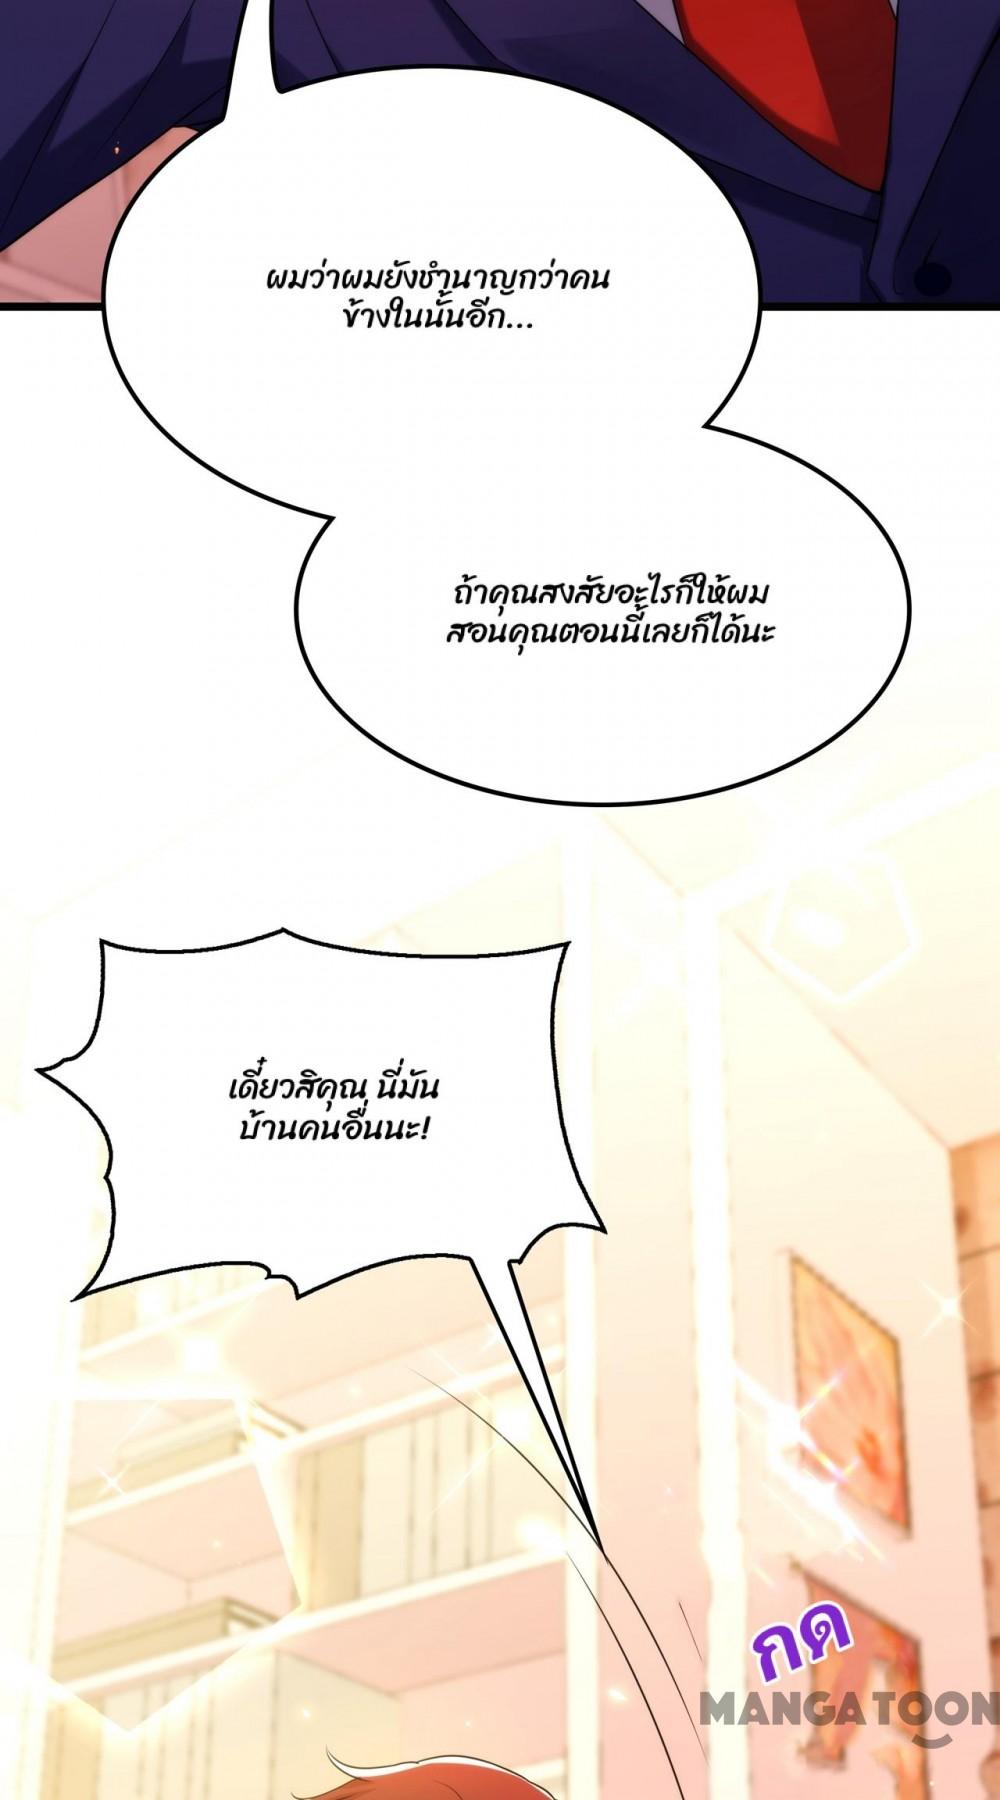 ผมว่าผมยังชำนาญกว่าคน
ข้างในนั้นอีก...
ถ้าคุณสงสัยอะไรก็ให้ผม
สอนคุณตอนนี้เลยก็ได้นะ
เดี๋ยวสิคุณ นี่มัน
บ้านคนอื่นนะ!
กด
MANGATOON